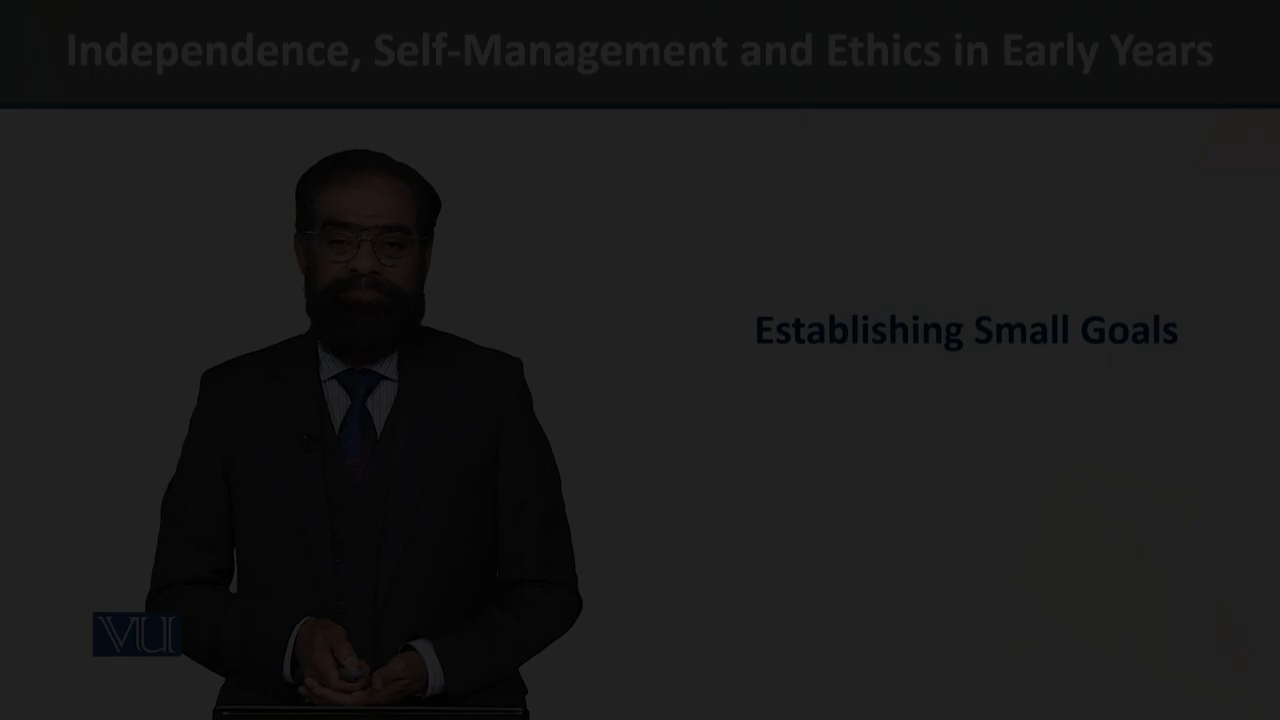 Independence, Self-Management and Ethics in Early Years
Establishing Small Goals
VU